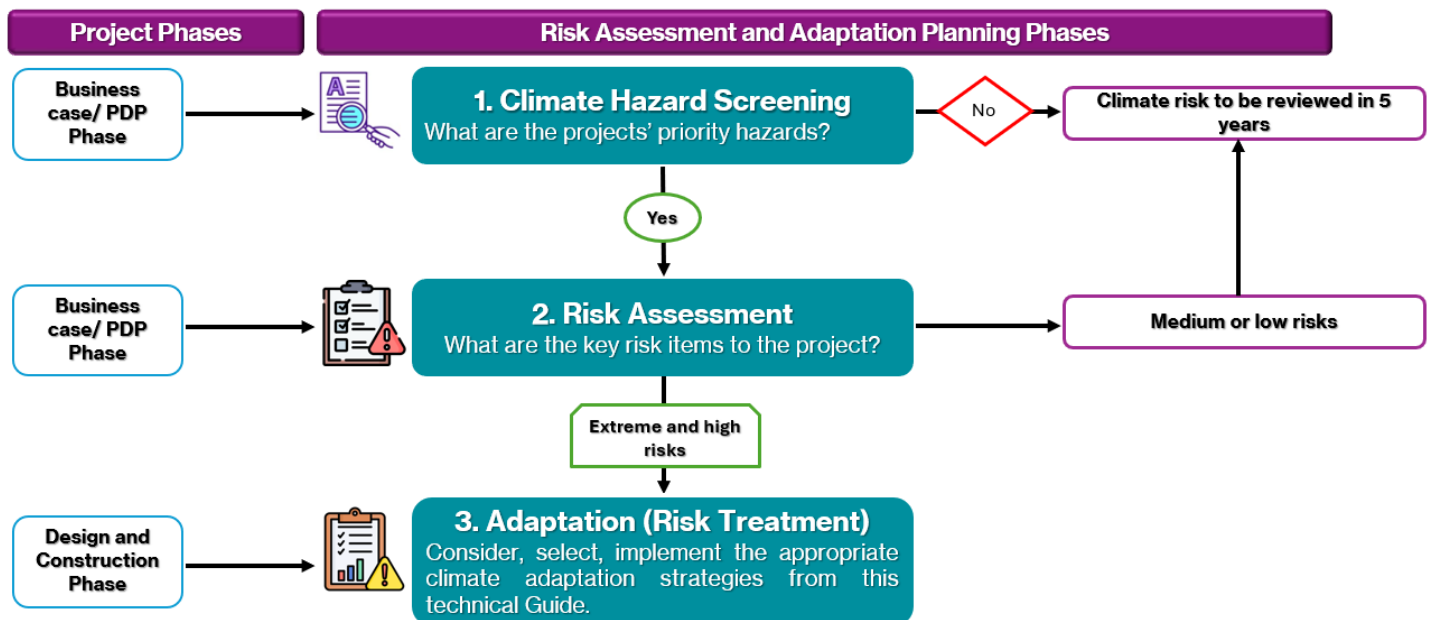 Project Phases
Risk Assessment and Adaptation Planning Phases
Business
case/ PDP
Phase
A
1. Climate Hazard Screening
What are the projects' priority hazards?
No
Climate risk to be reviewed in 5
years
Yes
Business
case/ PDP
Phase
2. Risk Assessment
What are the key risk items to the project?
Medium or low risks
Extreme and high
risks
Design and
Construction
Phase
3. Adaptation (Risk Treatment)
Consider, select, implement the appropriate
climate adaptation strategies from this
technical Guide.